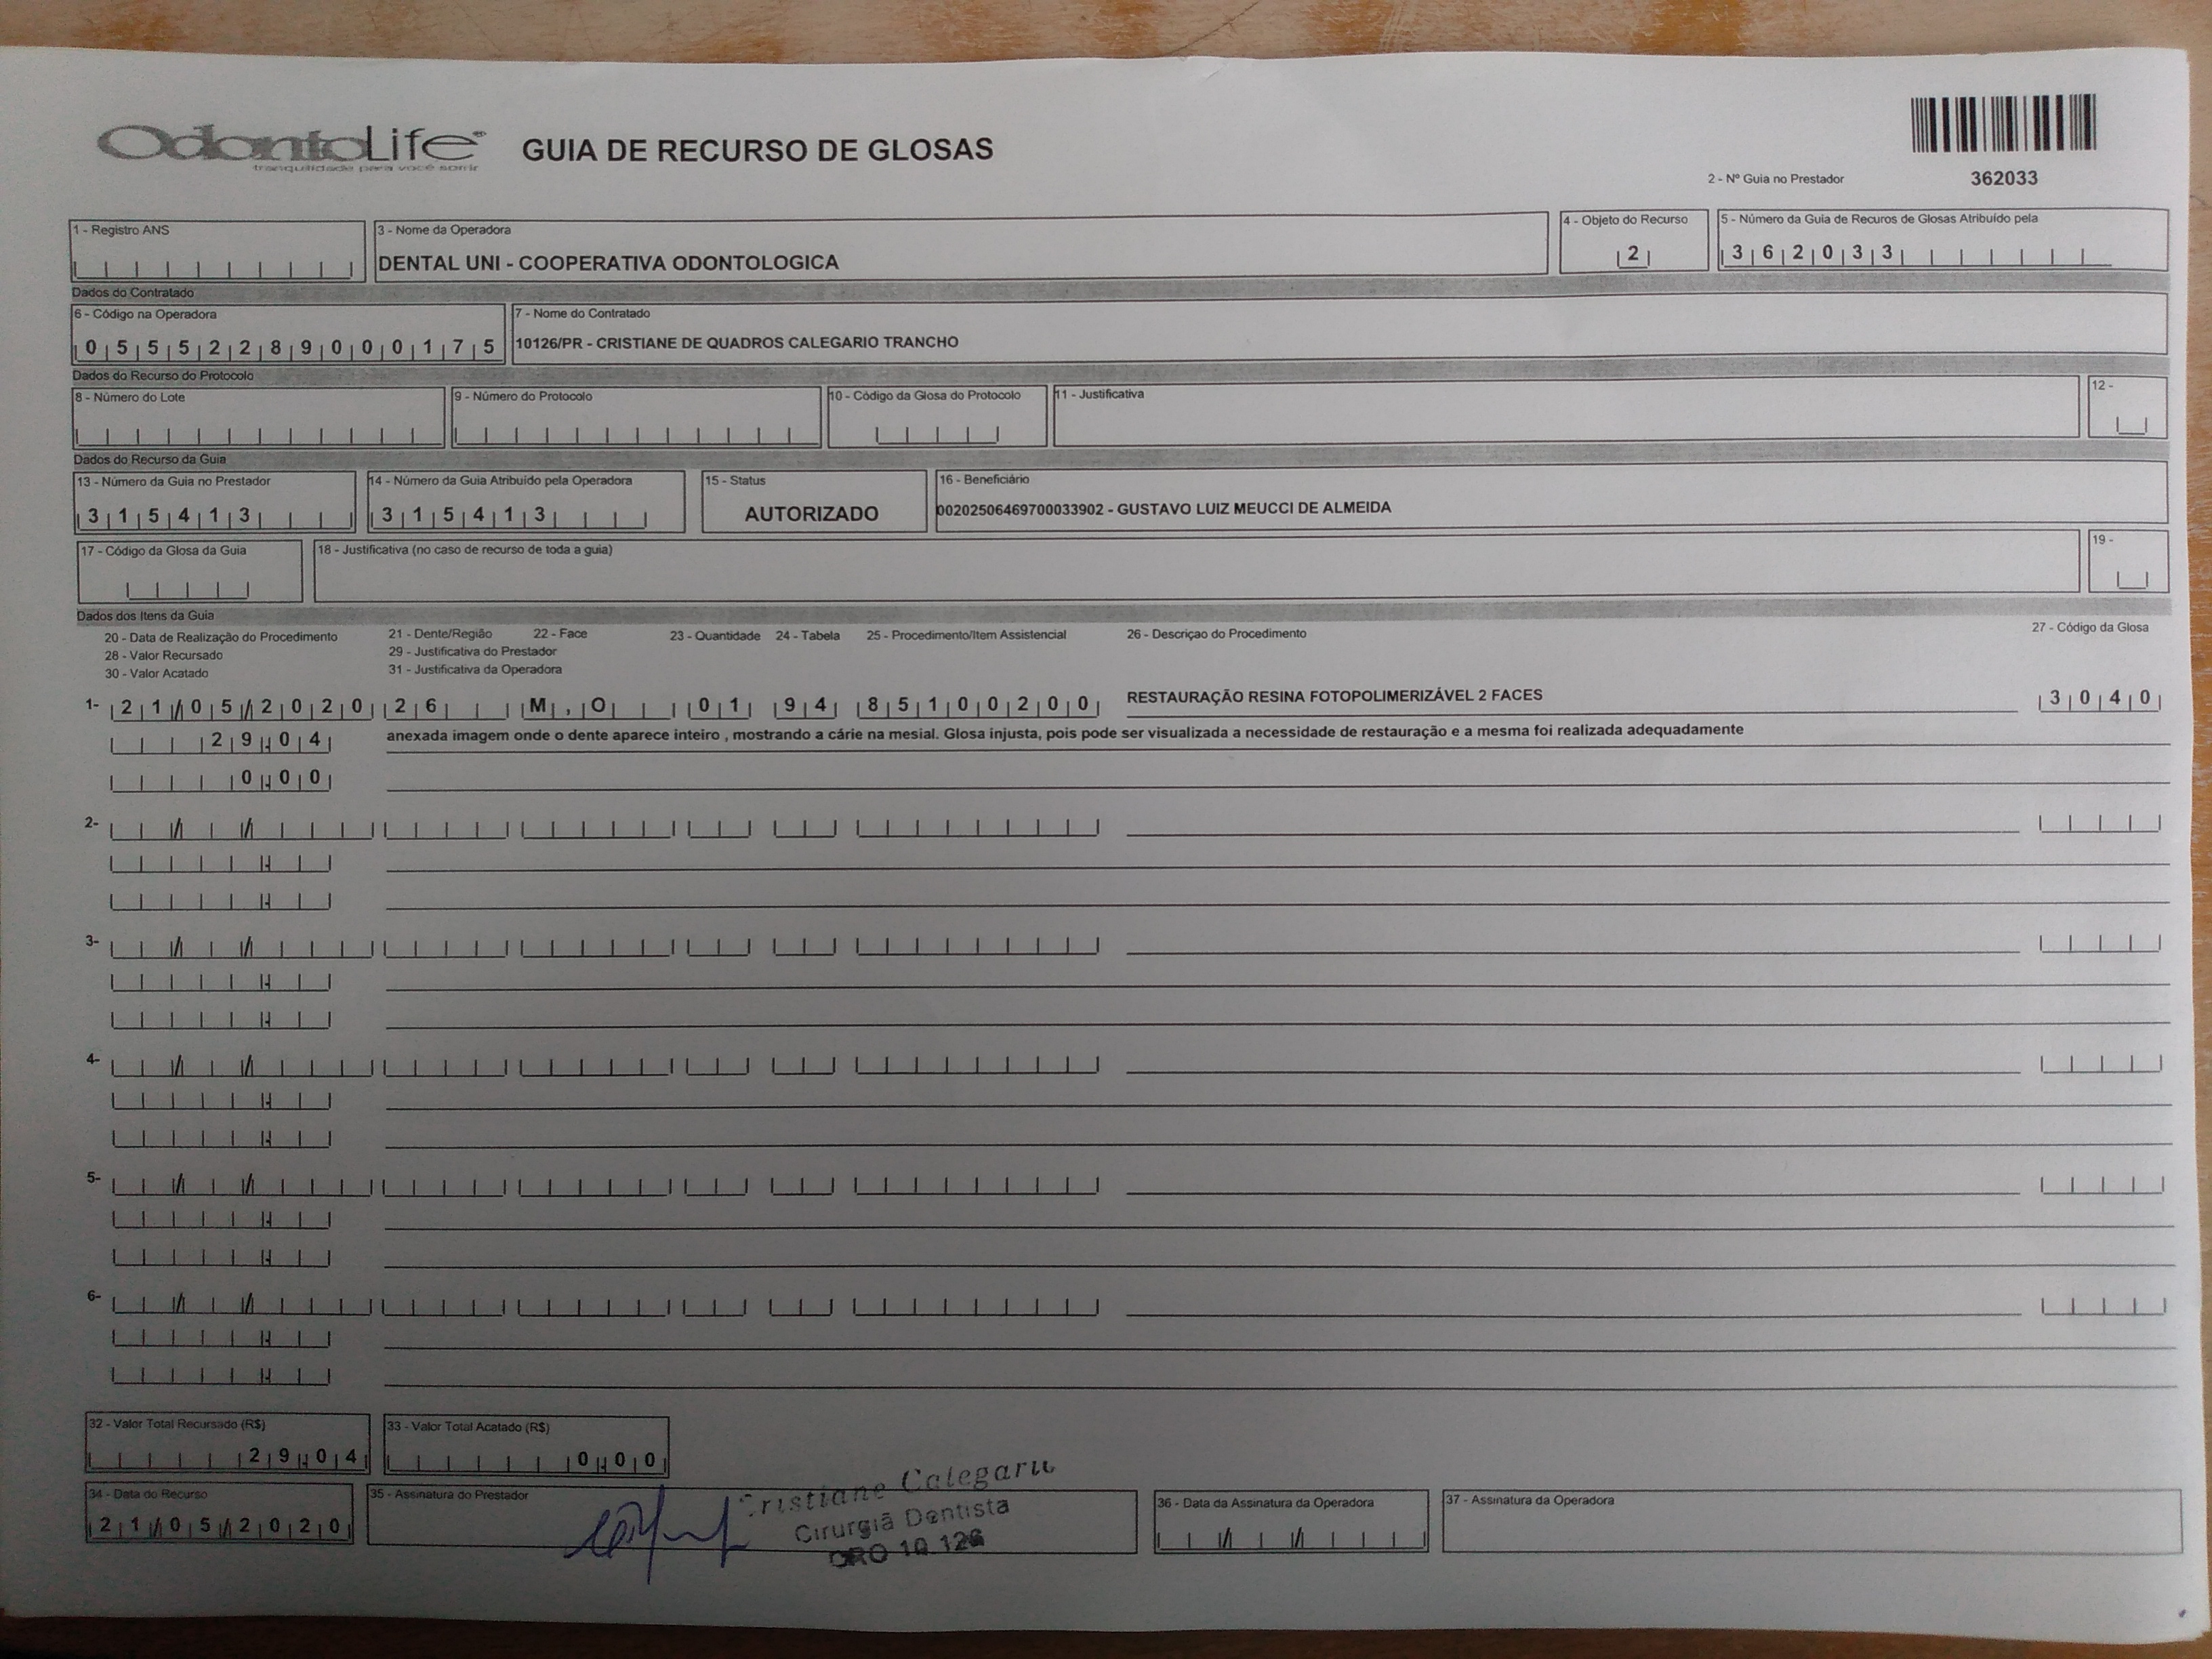 OdontoLife®
tranquilidade para você sorrir
GUIA DE RECURSO DE GLOSAS
2 - Nº Guia no Prestador 362033
1 - Registro ANS
3 - Nome da Operadora
DENTAL UNI - COOPERATIVA ODONTOLOGICA
4 - Objeto do Recurso
2
5 - Número da Guia de Recuros de Glosas Atribuído pela
362033
Dados do Contratado
6 - Código na Operadora
05552289000175
7 - Nome do Contratado
10126/PR - CRISTIANE DE QUADROS CALEGARIO TRANCHO
Dados do Recurso do Protocolo
8 - Número do Lote
9 - Número do Protocolo
10 - Código da Glosa do Protocolo
11 - Justificativa
12 -
Dados do Recurso da Guia
13 - Número da Guia no Prestador
315413
14 - Número da Guia Atribuído pela Operadora
315413
15 - Status
AUTORIZADO
16 - Beneficiário
00202506469700033902 - GUSTAVO LUIZ MEUCCI DE ALMEIDA
17 - Código da Glosa da Guia
18 - Justificativa (no caso de recurso de toda a guia)
19 -
Dados dos Itens da Guia
20 - Data de Realização do Procedimento 21 - Dente/Região 22 - Face 23 - Quantidade 24 - Tabela 25 - Procedimento/Item Assistencial 26 - Descriçao do Procedimento 27 - Código da Glosa
28 - Valor Recursado 29 - Justificativa do Prestador
30 - Valor Acatado 31 - Justificativa da Operadora
1- 21/05/2020 26 M,O 01 94 85100200 RESTAURAÇÃO RESINA FOTOPOLIMERIZÁVEL 2 FACES 3040
29,04 anexada imagem onde o dente aparece inteiro , mostrando a cárie na mesial. Glosa injusta, pois pode ser visualizada a necessidade de restauração e a mesma foi realizada adequadamente
0,00
2-
3-
4-
5-
6-
32 - Valor Total Recursado (R$)
29,04
33 - Valor Total Acatado (R$)
0,00
34 - Data do Recurso
21/05/2020
35 - Assinatura do Prestador
Cristiane Calegari
Cirurgiã Dentista
CRO 10.126
36 - Data da Assinatura da Operadora
37 - Assinatura da Operadora